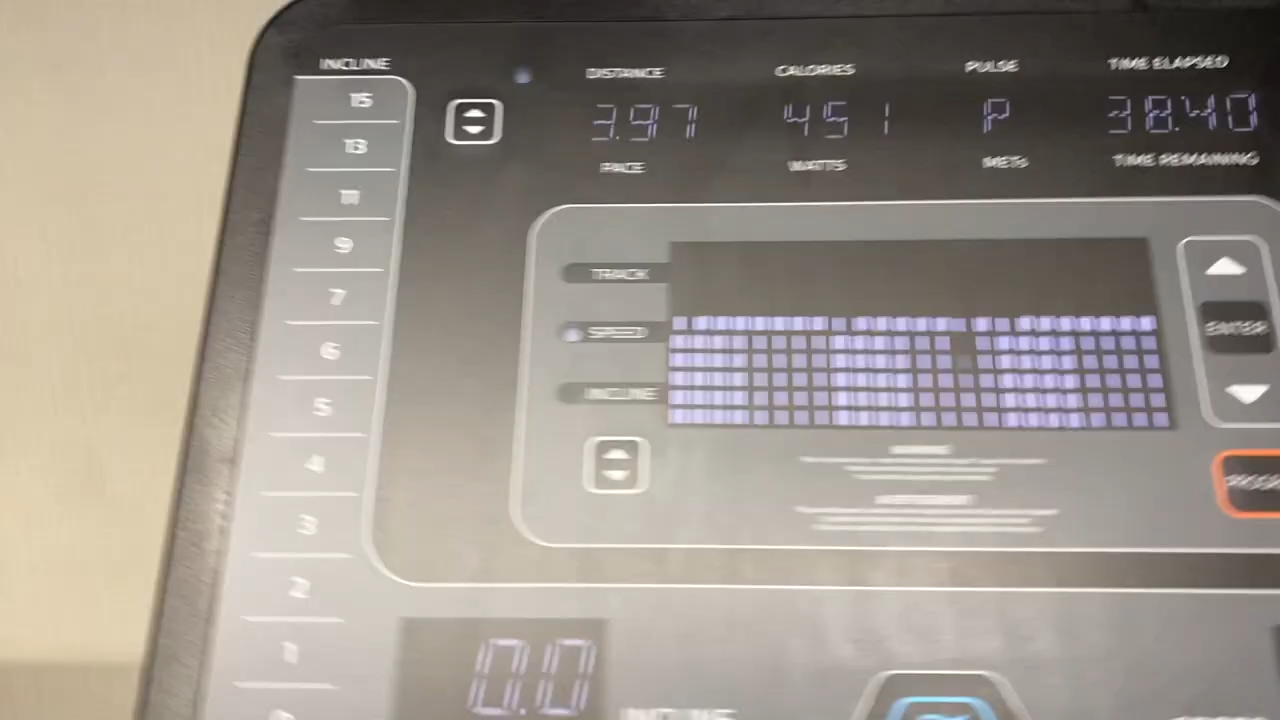 INCLINE
DISTANCE CALORIES PULSE TIME ELAPSED
3.97 451 P 38:40
PACE WATTS METs TIME REMAINING
15
13
11
9
7
6
5
4
3
2
1
TRACK
SPEED
INCLINE
ENTER
0.0
INCLINE